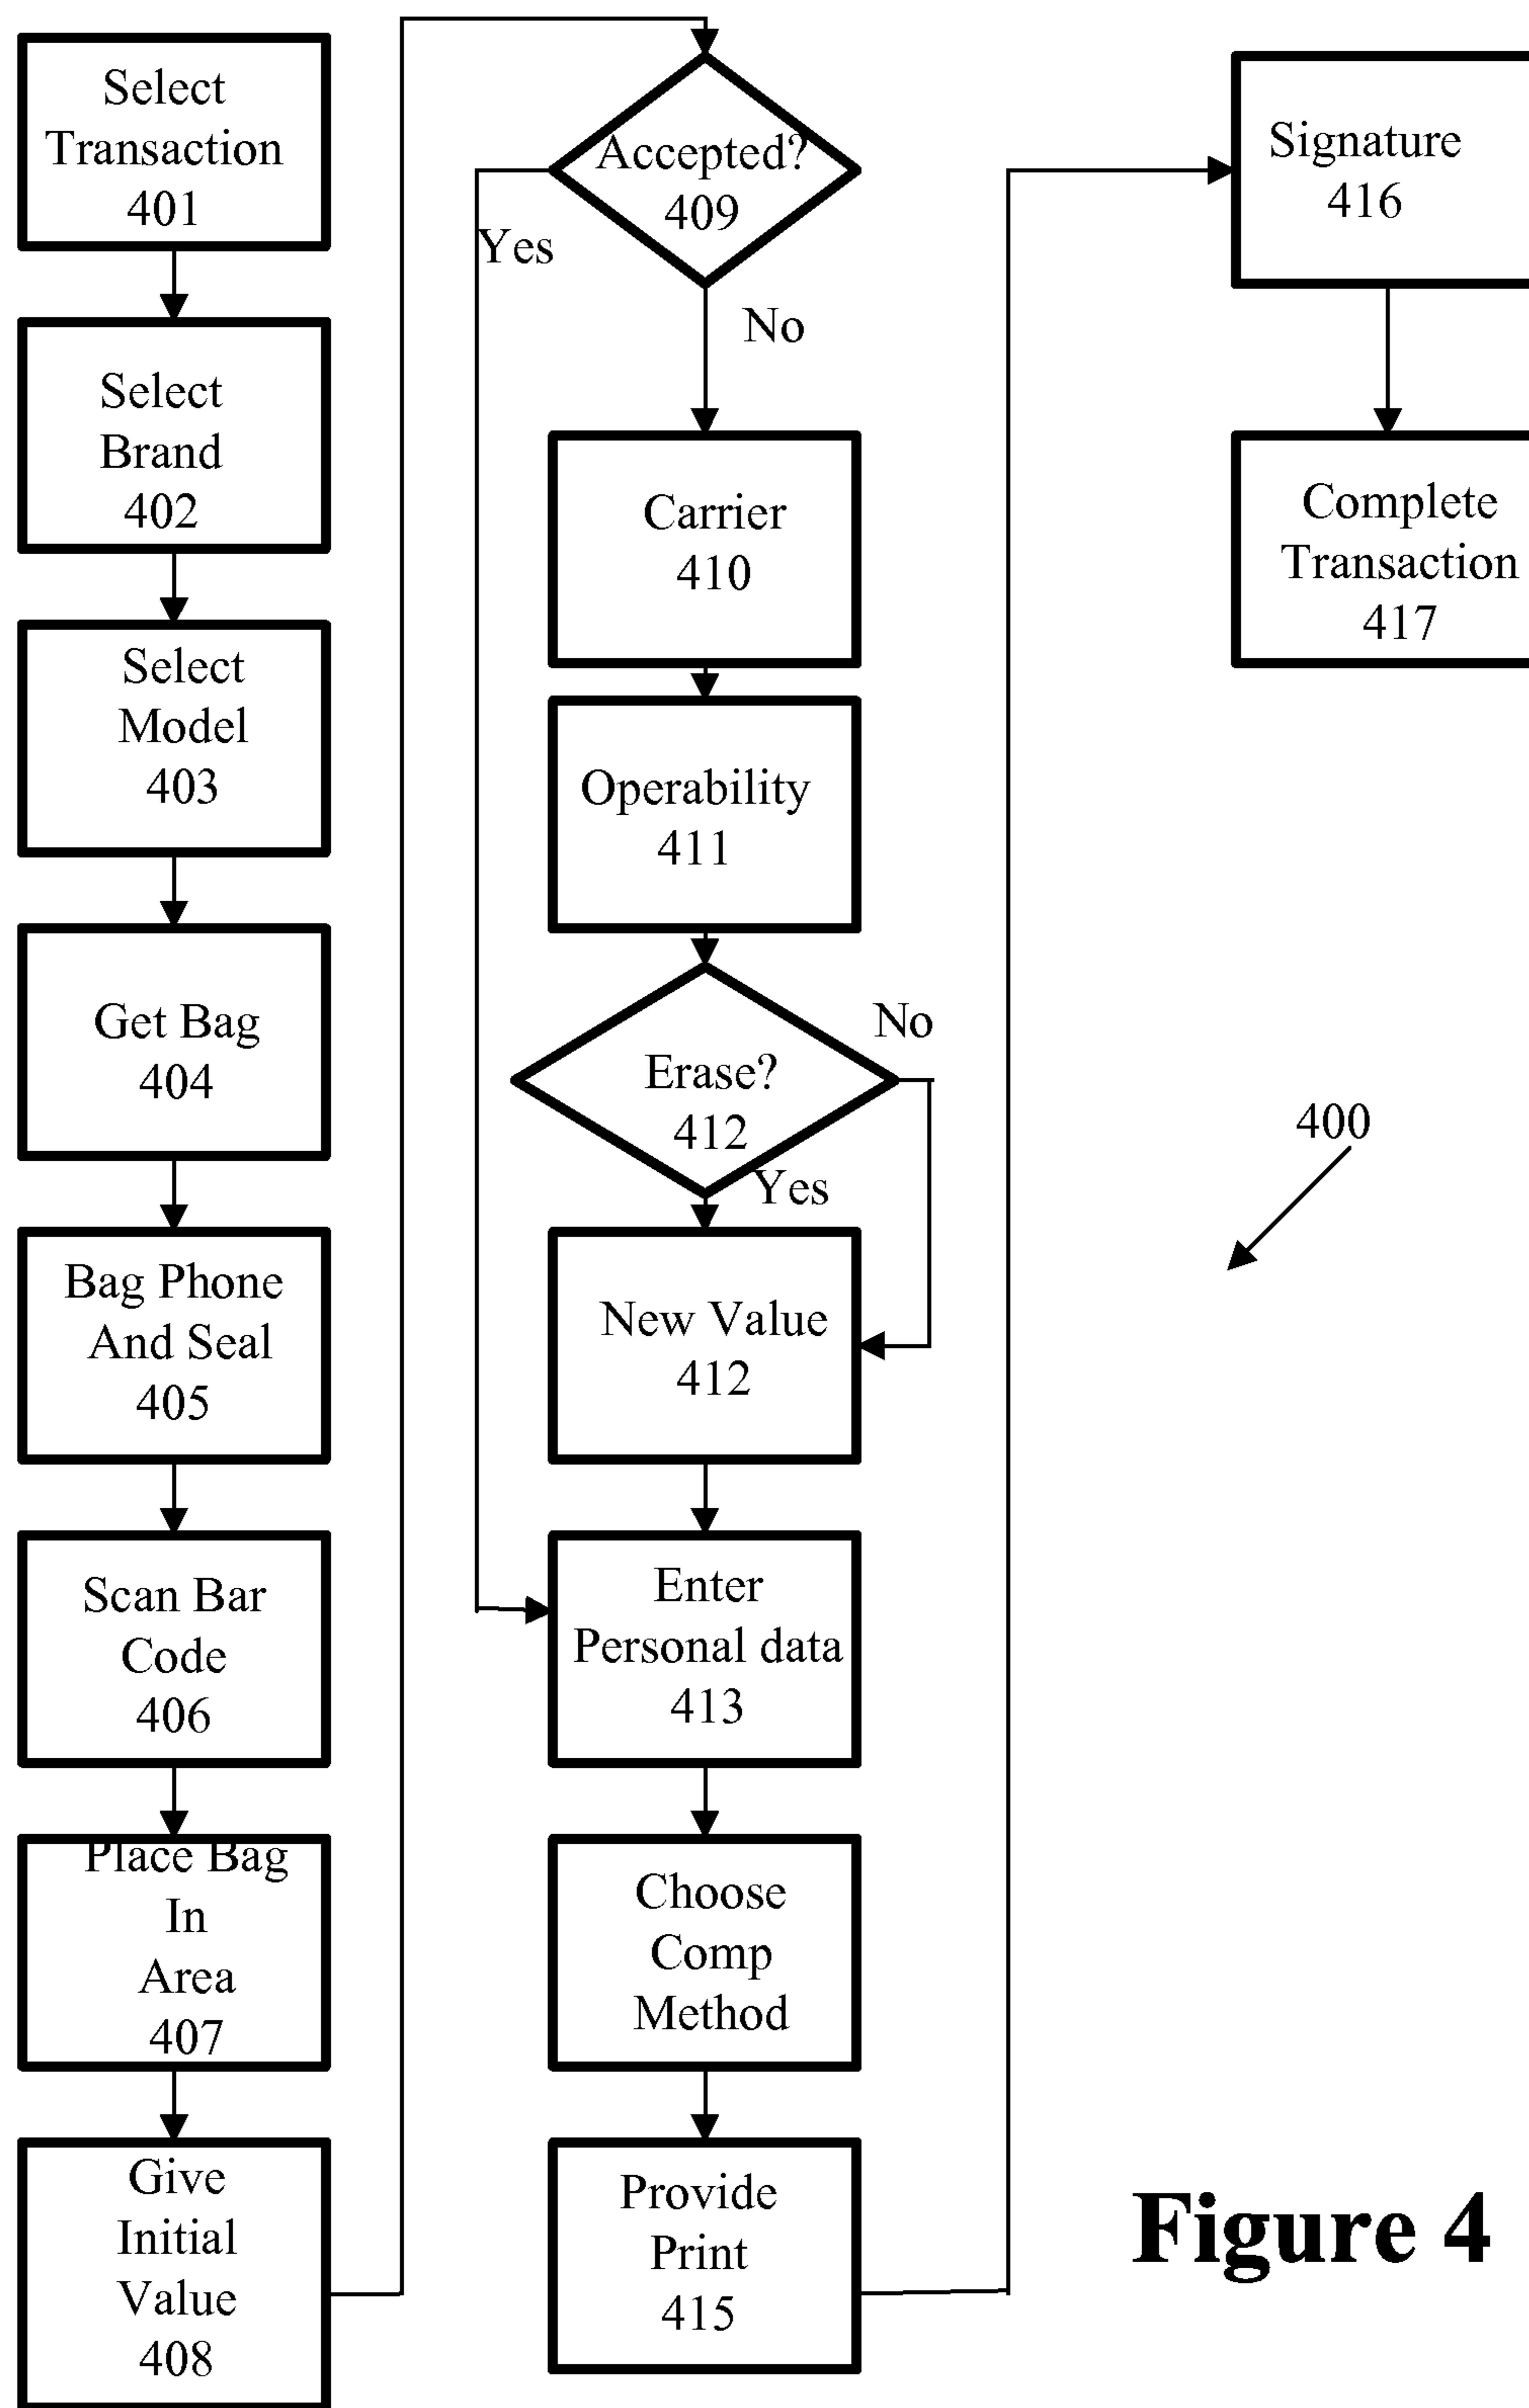 Select
Transaction
401
Select
Brand
402
Select
Model
403
Get Bag
404
Bag Phone
And Seal
405
Scan Bar
Code
406
Place Bag
In
Area
407
Give
Initial
Value
408
Accepted?
409
Yes
No
Carrier
410
Operability
411
No
Erase?
412
Yes
New Value
412
Enter
Personal data
413
Choose
Comp
Method
Provide
Print
415
Signature
416
Complete
Transaction
417
400
Figure 4